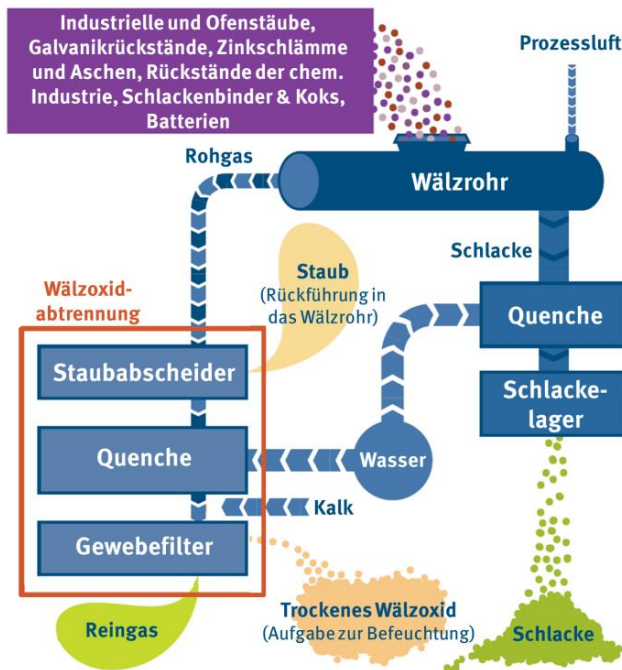 Industrielle und Ofenstäube,
Galvanikrückstände, Zinkschlämme
und Aschen, Rückstände der chem.
Industrie, Schlackenbinder & Koks,
Batterien
Prozessluft
Rohgas
Wälzrohr
Schlacke
Staub
(Rückführung in
das Wälzrohr)
Wälzoxid-
abtrennung
Quenche
Staubabscheider
Schlacke-
lager
Quenche
Wasser
Kalk
Gewebefilter
Trockenes Wälzoxid
(Aufgabe zur Befeuchtung)
Reingas
Schlacke